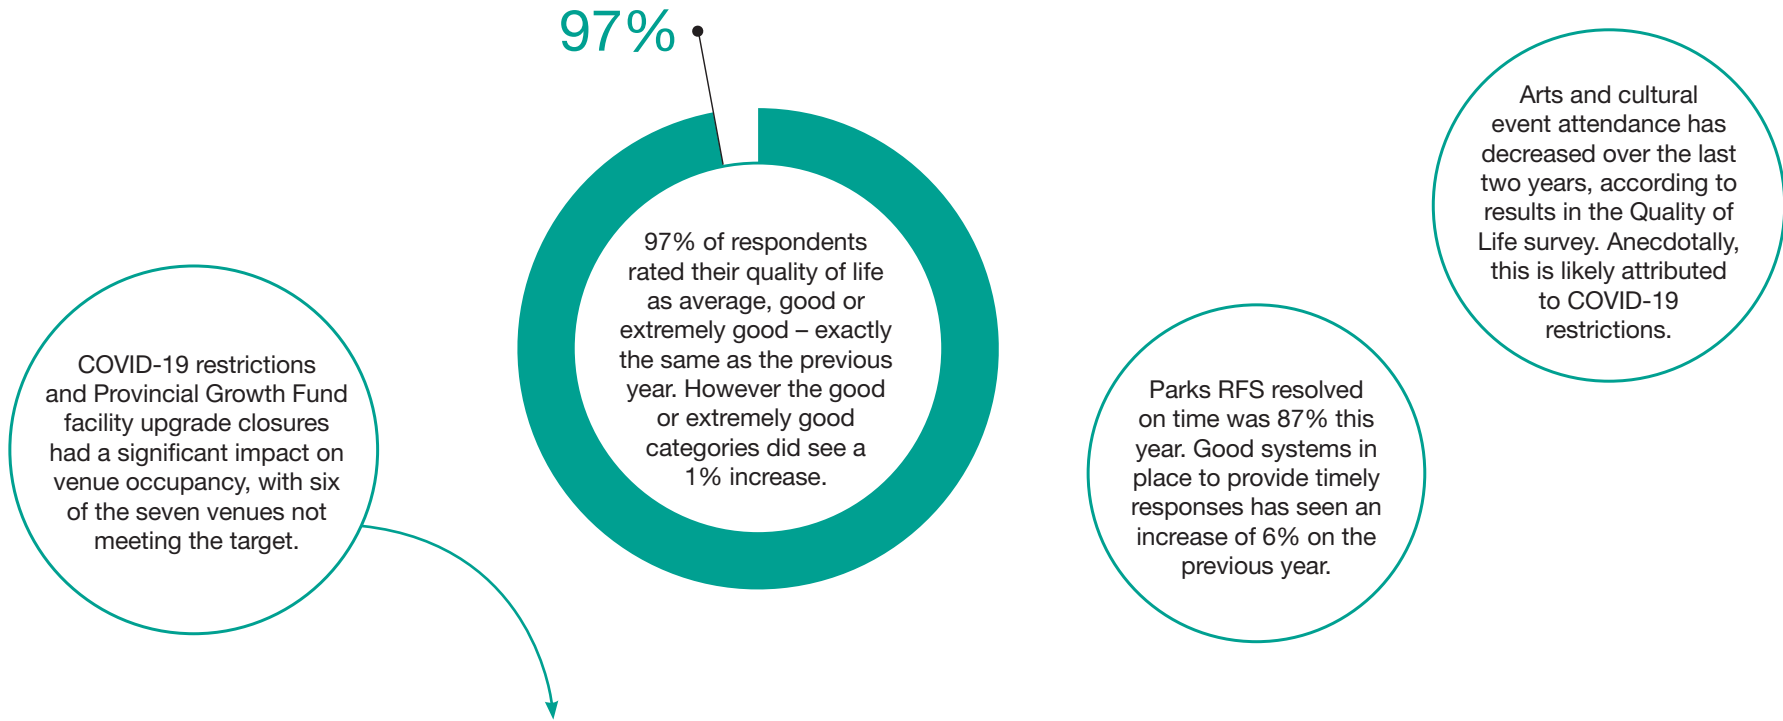 97%
97% of respondents
rated their quality of life
as average, good or
extremely good – exactly
the same as the previous
year. However the good
or extremely good
categories did see a
1% increase.
COVID-19 restrictions
and Provincial Growth Fund
facility upgrade closures
had a significant impact on
venue occupancy, with six
of the seven venues not
meeting the target.
Arts and cultural
event attendance has
decreased over the last
two years, according to
results in the Quality of
Life survey. Anecdotally,
this is likely attributed
to COVID-19
restrictions.
Parks RFS resolved
on time was 87% this
year. Good systems in
place to provide timely
responses has seen an
increase of 6% on the
previous year.